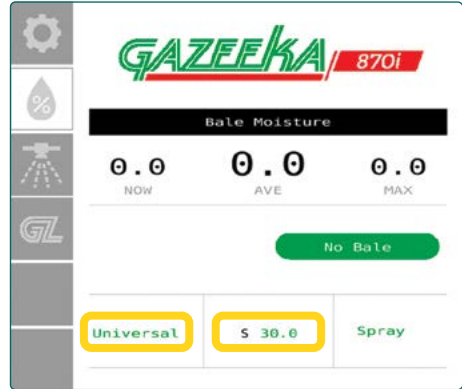 GAZEEKA 870i
Bale Moisture
0.0 0.0 0.0
NOW AVE MAX
%
GL
No Bale
Universal S 30.0 Spray